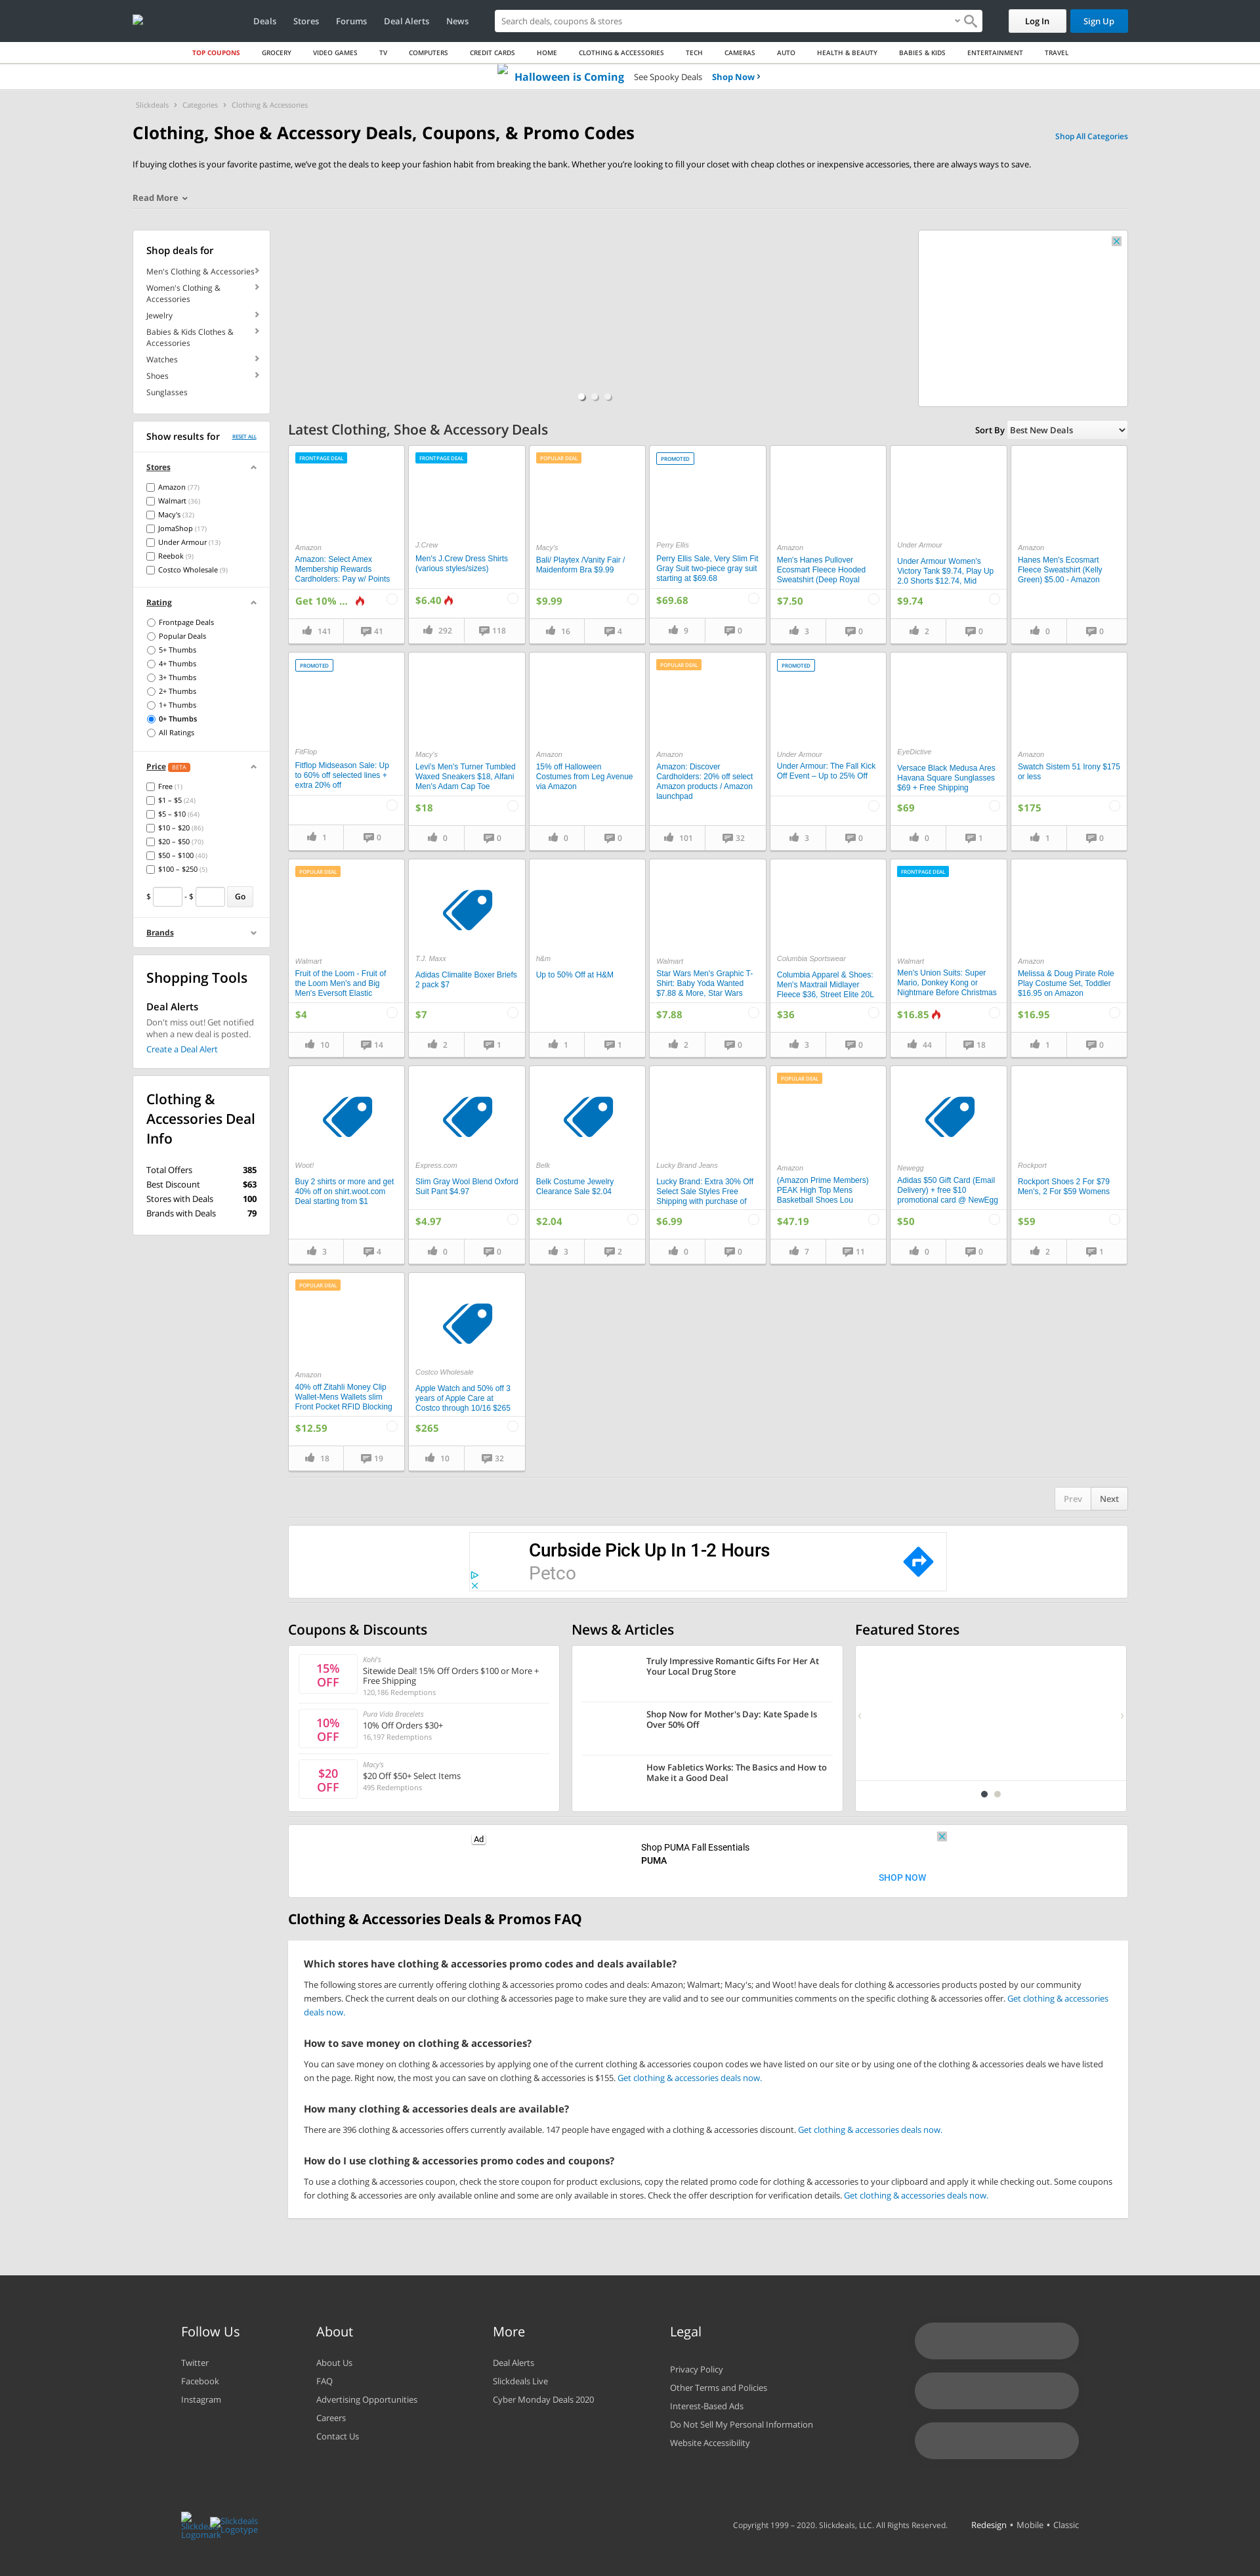 Deals
Stores
Forums
Deal Alerts
News
Search deals, coupons & stores
Log In
Sign Up
TOP COUPONS
GROCERY
VIDEO GAMES
TV
COMPUTERS
CREDIT CARDS
HOME
CLOTHING & ACCESSORIES
TECH
CAMERAS
AUTO
HEALTH & BEAUTY
BABIES & KIDS
ENTERTAINMENT
TRAVEL
Halloween is Coming See Spooky Deals Shop Now
Slickdeals › Categories › Clothing & Accessories
Clothing, Shoe & Accessory Deals, Coupons, & Promo Codes
Shop All Categories
If buying clothes is your favorite pastime, we've got the deals to keep your fashion habit from breaking the bank. Whether you're looking to fill your closet with cheap clothes or inexpensive accessories, there are always ways to save.
Read More
Shop deals for
Men's Clothing & Accessories
Women's Clothing &
Accessories
Jewelry
Babies & Kids Clothes &
Accessories
Watches
Shoes
Sunglasses
Show results for
RESET ALL
Stores
Amazon (77)
Walmart (36)
Macy's (32)
JomaShop (17)
Under Armour (13)
Reebok (9)
Costco Wholesale (9)
Rating
Frontpage Deals
Popular Deals
5+ Thumbs
4+ Thumbs
3+ Thumbs
2+ Thumbs
1+ Thumbs
0+ Thumbs
All Ratings
Price BETA
Free (1)
$1 – $5 (24)
$5 – $10 (64)
$10 – $20 (86)
$20 – $50 (70)
$50 – $100 (40)
$100 – $250 (5)
$ - $ Go
Brands
Shopping Tools
Deal Alerts
Don't miss out! Get notified
when a new deal is posted.
Create a Deal Alert
Clothing &
Accessories Deal
Info
Total Offers 385
Best Discount $63
Stores with Deals 100
Brands with Deals 79
Latest Clothing, Shoe & Accessory Deals
Sort By Best New Deals
FRONTPAGE DEAL
Amazon
Amazon: Select Amex
Membership Rewards
Cardholders: Pay w/ Points
Get 10% ...
141 41
FRONTPAGE DEAL
J.Crew
Men's J.Crew Dress Shirts
(various styles/sizes)
$6.40
292 118
POPULAR DEAL
Macy's
Bali/ Playtex /Vanity Fair /
Maidenform Bra $9.99
$9.99
16 4
PROMOTED
Perry Ellis
Perry Ellis Sale, Very Slim Fit
Gray Suit two-piece gray suit
starting at $69.68
$69.68
9 0
Amazon
Men's Hanes Pullover
Ecosmart Fleece Hooded
Sweatshirt (Deep Royal
$7.50
3 0
Under Armour
Under Armour Women's
Victory Tank $9.74, Play Up
2.0 Shorts $12.74, Mid
$9.74
2 0
Amazon
Men's Hanes Men's Ecosmart
Fleece Sweatshirt (Kelly
Green) $5.00 - Amazon
0 0
PROMOTED
FitFlop
Fitflop Midseason Sale: Up
to 60% off selected lines +
extra 20% off
1 0
Macy's
Levi's Men's Turner Tumbled
Waxed Sneakers $18, Alfani
Men's Adam Cap Toe
$18
0 0
Amazon
15% off Halloween
Costumes from Leg Avenue
via Amazon
0 0
POPULAR DEAL
Amazon
Amazon: Discover
Cardholders: 20% off select
Amazon products / Amazon
launchpad
101 32
PROMOTED
Under Armour
Under Armour: The Fall Kick
Off Event – Up to 25% Off
3 0
EyeDictive
Versace Black Medusa Ares
Havana Square Sunglasses
$69 + Free Shipping
$69
0 1
Amazon
Swatch Sistem 51 Irony $175
or less
$175
1 0
POPULAR DEAL
Walmart
Fruit of the Loom - Fruit of
the Loom Men's and Big
Men's Eversoft Elastic
$4
10 14
T.J. Maxx
Adidas Climalite Boxer Briefs
2 pack $7
$7
2 1
h&m
Up to 50% Off at H&M
1 1
Walmart
Star Wars Men's Graphic T-
Shirt: Baby Yoda Wanted
$7.88 & More, Star Wars
$7.88
2 0
Columbia Sportswear
Columbia Apparel & Shoes:
Men's Maxtrail Midlayer
Fleece $36, Street Elite 20L
$36
3 0
FRONTPAGE DEAL
Walmart
Men's Union Suits: Super
Mario, Donkey Kong or
Nightmare Before Christmas
$16.85
44 18
Amazon
Melissa & Doug Pirate Role
Play Costume Set, Toddler
$16.95 on Amazon
$16.95
1 0
Woot!
Buy 2 shirts or more and get
40% off on shirt.woot.com
Deal starting from $1
3 4
Express.com
Slim Gray Wool Blend Oxford
Suit Pant $4.97
$4.97
0 0
Belk
Belk Costume Jewelry
Clearance Sale $2.04
$2.04
3 2
Lucky Brand Jeans
Lucky Brand: Extra 30% Off
Select Sale Styles Free
Shipping with purchase of
$6.99
0 0
POPULAR DEAL
Amazon
(Amazon Prime Members)
PEAK High Top Mens
Basketball Shoes Lou
$47.19
7 11
Newegg
Adidas $50 Gift Card (Email
Delivery) + free $10
promotional card @ NewEgg
$50
0 0
Rockport
Rockport Shoes 2 For $79
Men's, 2 For $59 Womens
$59
2 1
POPULAR DEAL
Amazon
40% off Zitahli Money Clip
Wallet-Mens Wallets slim
Front Pocket RFID Blocking
$12.59
18 19
Costco Wholesale
Apple Watch and 50% off 3
years of Apple Care at
Costco through 10/16 $265
$265
10 32
Prev Next
Curbside Pick Up In 1-2 Hours
Petco
Coupons & Discounts
15%
OFF
Kohl's
Sitewide Deal! 15% Off Orders $100 or More +
Free Shipping
120,186 Redemptions
10%
OFF
Pura Vida Bracelets
10% Off Orders $30+
16,197 Redemptions
$20
OFF
Macy's
$20 Off $50+ Select Items
495 Redemptions
News & Articles
Truly Impressive Romantic Gifts For Her At
Your Local Drug Store
Shop Now for Mother's Day: Kate Spade Is
Over 50% Off
How Fabletics Works: The Basics and How to
Make it a Good Deal
Featured Stores
Ad
Shop PUMA Fall Essentials
PUMA
SHOP NOW
Clothing & Accessories Deals & Promos FAQ
Which stores have clothing & accessories promo codes and deals available?
The following stores are currently offering clothing & accessories promo codes and deals: Amazon; Walmart; Macy's; and Woot! have deals for clothing & accessories products posted by our community
members. Check the current deals on our clothing & accessories page to make sure they are valid and to see our communities comments on the specific clothing & accessories offer. Get clothing & accessories
deals now.
How to save money on clothing & accessories?
You can save money on clothing & accessories by applying one of the current clothing & accessories coupon codes we have listed on our site or by using one of the clothing & accessories deals we have listed
on the page. Right now, the most you can save on clothing & accessories is $155. Get clothing & accessories deals now.
How many clothing & accessories deals are available?
There are 396 clothing & accessories offers currently available. 147 people have engaged with a clothing & accessories discount. Get clothing & accessories deals now.
How do I use clothing & accessories promo codes and coupons?
To use a clothing & accessories coupon, check the store coupon for product exclusions, copy the related promo code for clothing & accessories to your clipboard and apply it while checking out. Some coupons
for clothing & accessories are only available online and some are only available in stores. Check the offer description for verification details. Get clothing & accessories deals now.
Follow Us
Twitter
Facebook
Instagram
About
About Us
FAQ
Advertising Opportunities
Careers
Contact Us
More
Deal Alerts
Slickdeals Live
Cyber Monday Deals 2020
Legal
Privacy Policy
Other Terms and Policies
Interest-Based Ads
Do Not Sell My Personal Information
Website Accessibility
Slickdeals
Logotype
Logomark
Copyright 1999 – 2020. Slickdeals, LLC. All Rights Reserved.
Redesign • Mobile • Classic